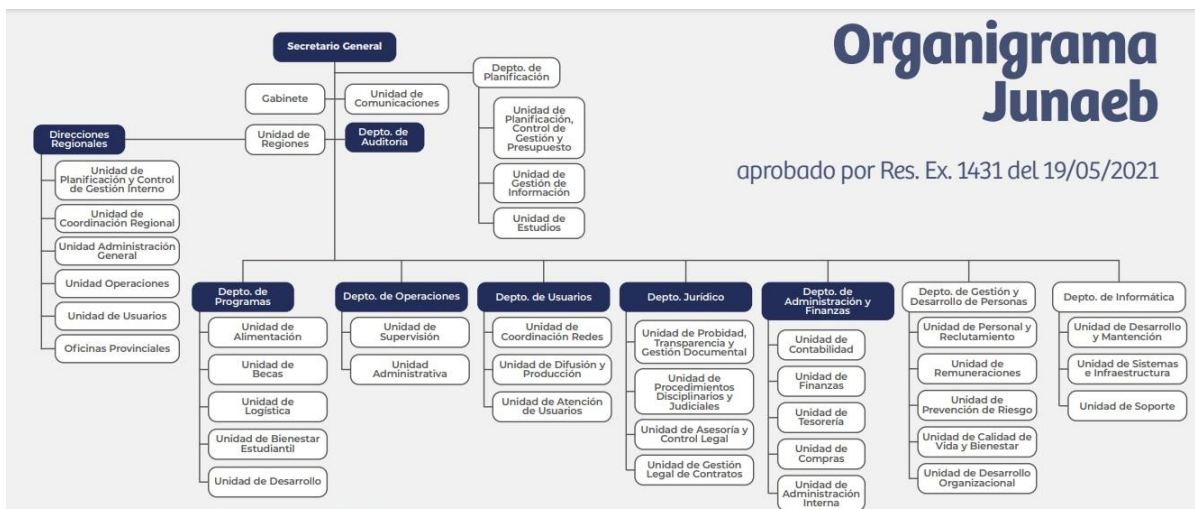 Organigrama
Junaeb
aprobado por Res. Ex. 1431 del 19/05/2021
Secretario General
Gabinete
Unidad de
Comunicaciones
Unidad de
Regiones
Depto. de
Auditoría
Depto. de
Planificación
Unidad de
Planificación,
Control de
Gestión y
Presupuesto
Unidad de
Gestión de
Información
Unidad de
Estudios
Direcciones
Regionales
Unidad de
Planificación y Control
de Gestión Interno
Unidad de
Coordinación Regional
Unidad Administración
General
Unidad Operaciones
Unidad de Usuarios
Oficinas Provinciales
Depto. de
Programas
Unidad de
Alimentación
Unidad de
Becas
Unidad de
Logística
Unidad de Bienestar
Estudiantil
Unidad de Desarrollo
Depto. de Operaciones
Unidad de
Supervisión
Unidad
Administrativa
Depto. de Usuarios
Unidad de
Coordinación Redes
Unidad de Difusión y
Producción
Unidad de Atención
de Usuarios
Depto. Jurídico
Unidad de Probidad,
Transparencia y
Gestión Documental
Unidad de
Procedimientos
Disciplinarios y
Judiciales
Unidad de Asesoría y
Control Legal
Unidad de Gestión
Legal de Contratos
Depto. de
Administración y
Finanzas
Unidad de
Contabilidad
Unidad de
Finanzas
Unidad de
Tesorería
Unidad de
Compras
Unidad de
Administración
Interna
Depto. de Gestión y
Desarrollo de Personas
Unidad de Personal y
Reclutamiento
Unidad de
Remuneraciones
Unidad de
Prevención de Riesgo
Unidad de Calidad de
Vida y Bienestar
Unidad de Desarrollo
Organizacional
Depto. de Informática
Unidad de Desarrollo
y Mantención
Unidad de Sistemas
e Infraestructura
Unidad de Soporte